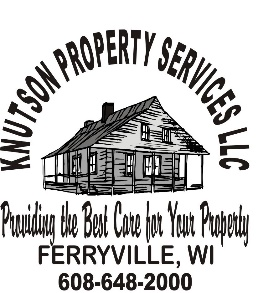 KNUTSON PROPERTY SERVICES LLC
Providing the Best Care for Your Property
FERRYVILLE, WI
608-648-2000